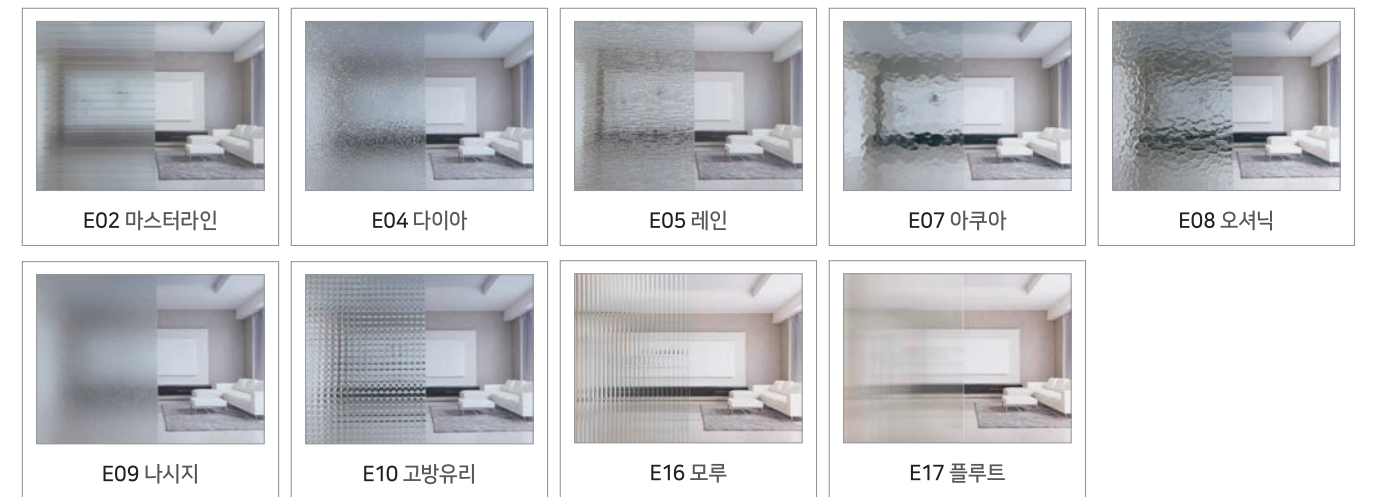 E02 마스터라인
E04 다이아
E05 레인
E07 아쿠아
E08 오셔닉
E09 나시지
E10 고방유리
E16 모루
E17 플루트